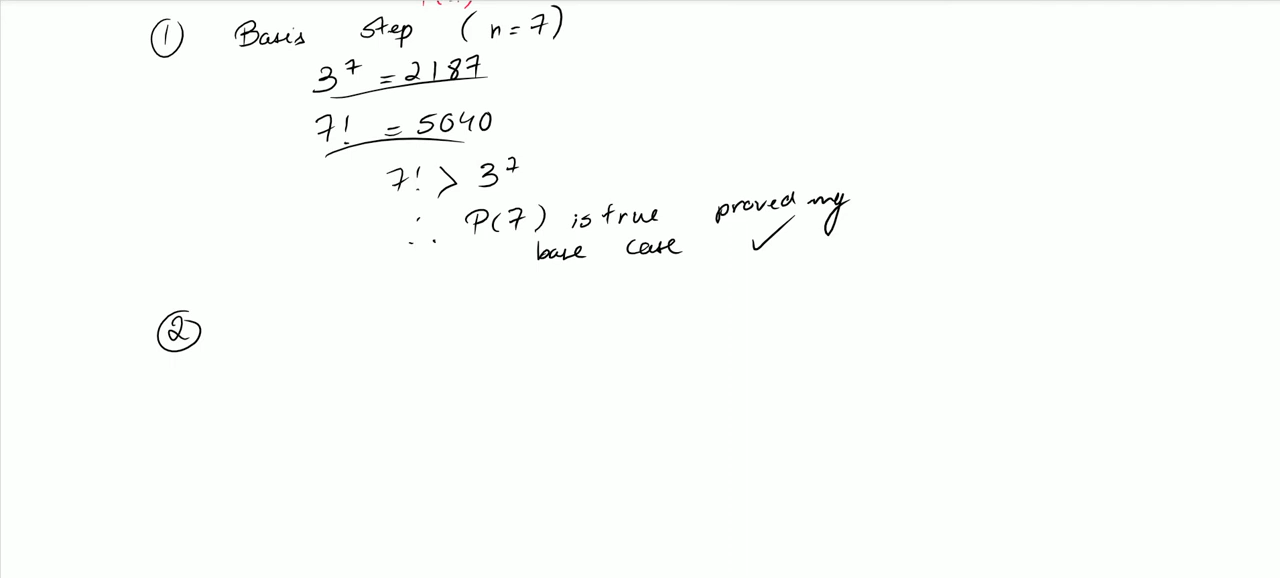 ① Basis Step (n = 7)
3⁷ = 2187
7! = 5040
7! > 3⁷
∴ P(7) is true proved my
base case ✓
②